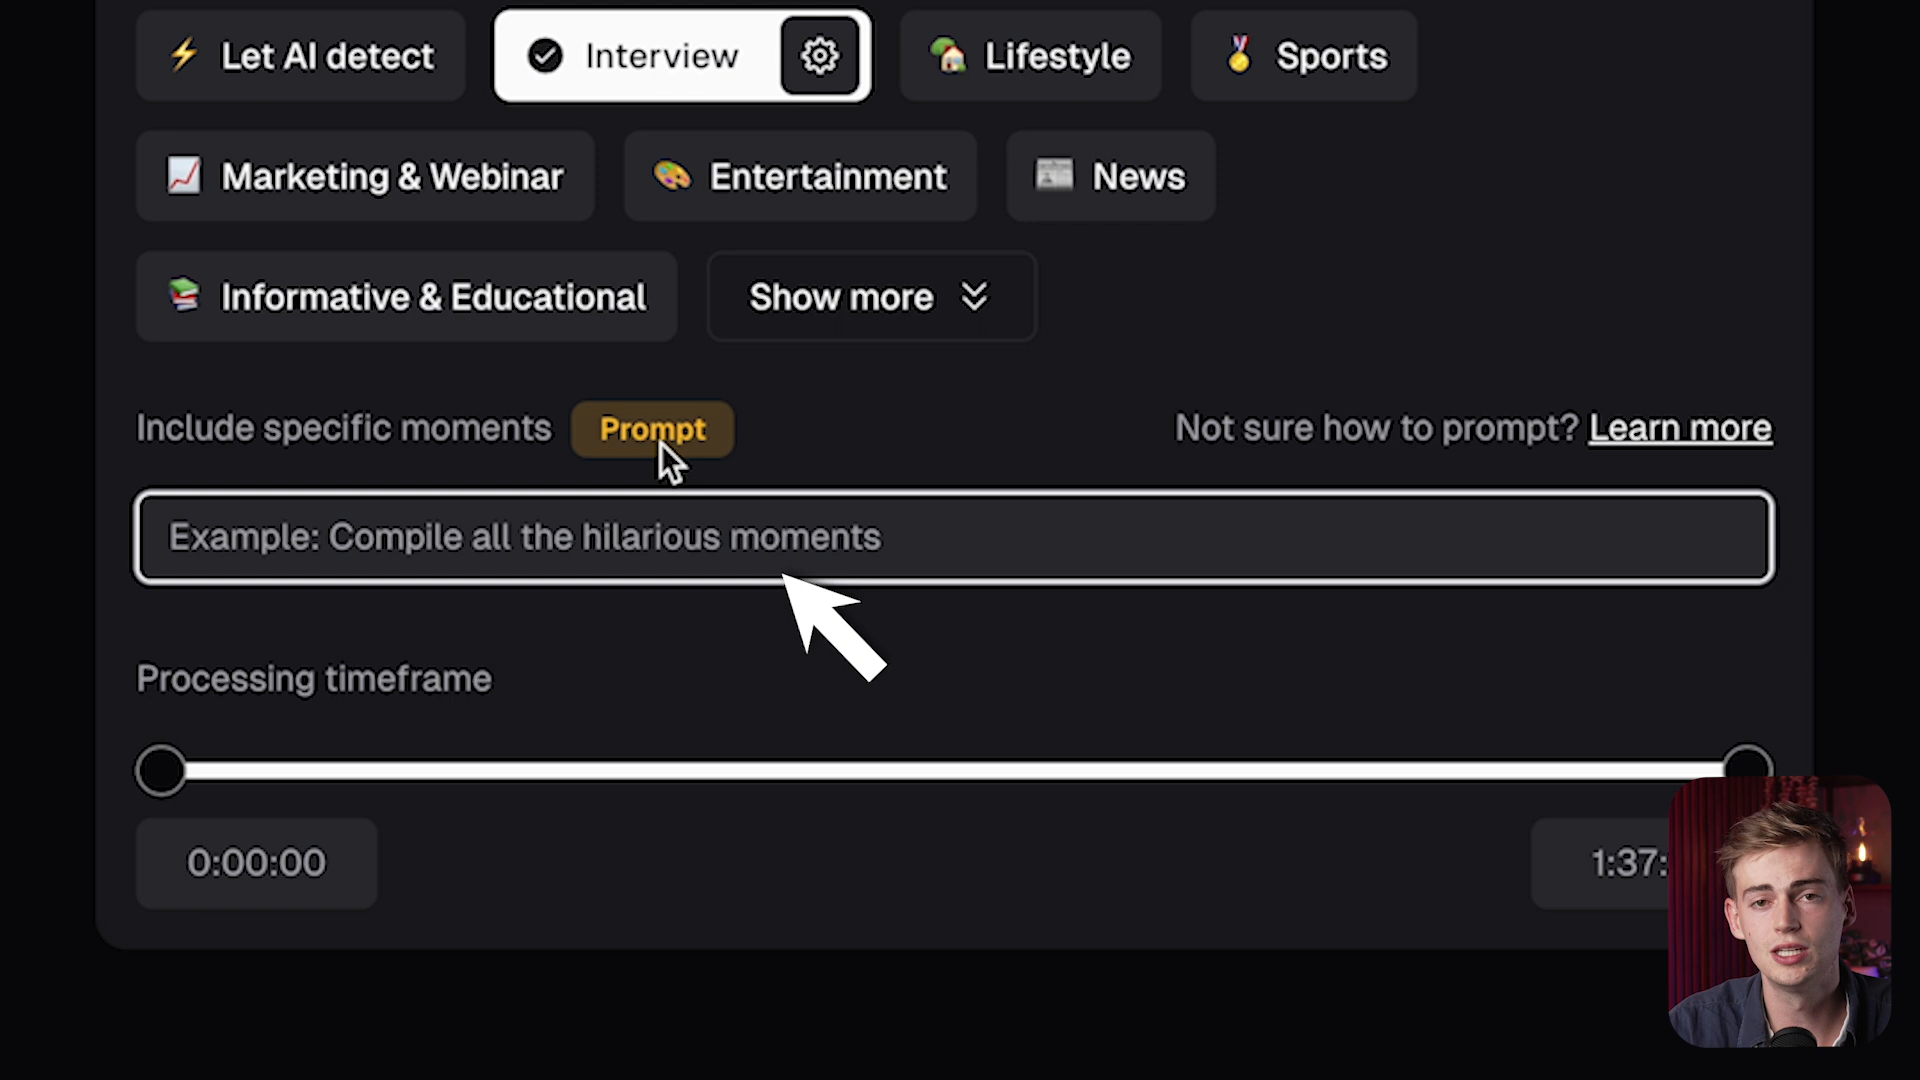 Let AI detect
Interview
Lifestyle
Sports
Marketing & Webinar
Entertainment
News
Informative & Educational
Show more
Include specific moments
Prompt
Not sure how to prompt? Learn more
Example: Compile all the hilarious moments
Processing timeframe
0:00:00
1:37: